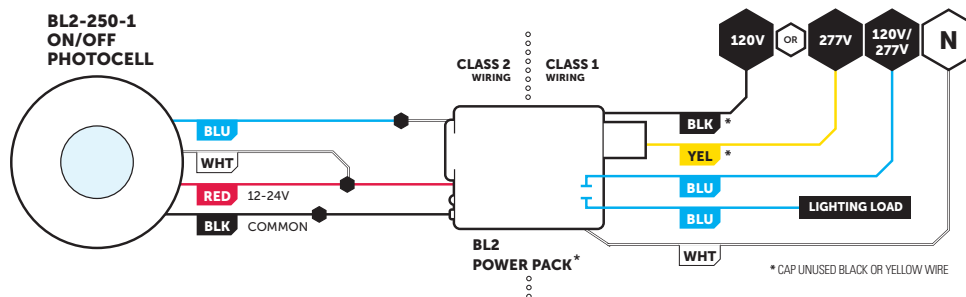 BL2-250-1
ON/OFF
PHOTOCELL
CLASS 2
WIRING
CLASS 1
WIRING
120V
OR
277V
120V/
277V
N
BLU
WHT
RED 12-24V
BLK COMMON
BLK *
YEL *
BLU
BLU
LIGHTING LOAD
WHT
BL2
POWER PACK*
* CAP UNUSED BLACK OR YELLOW WIRE